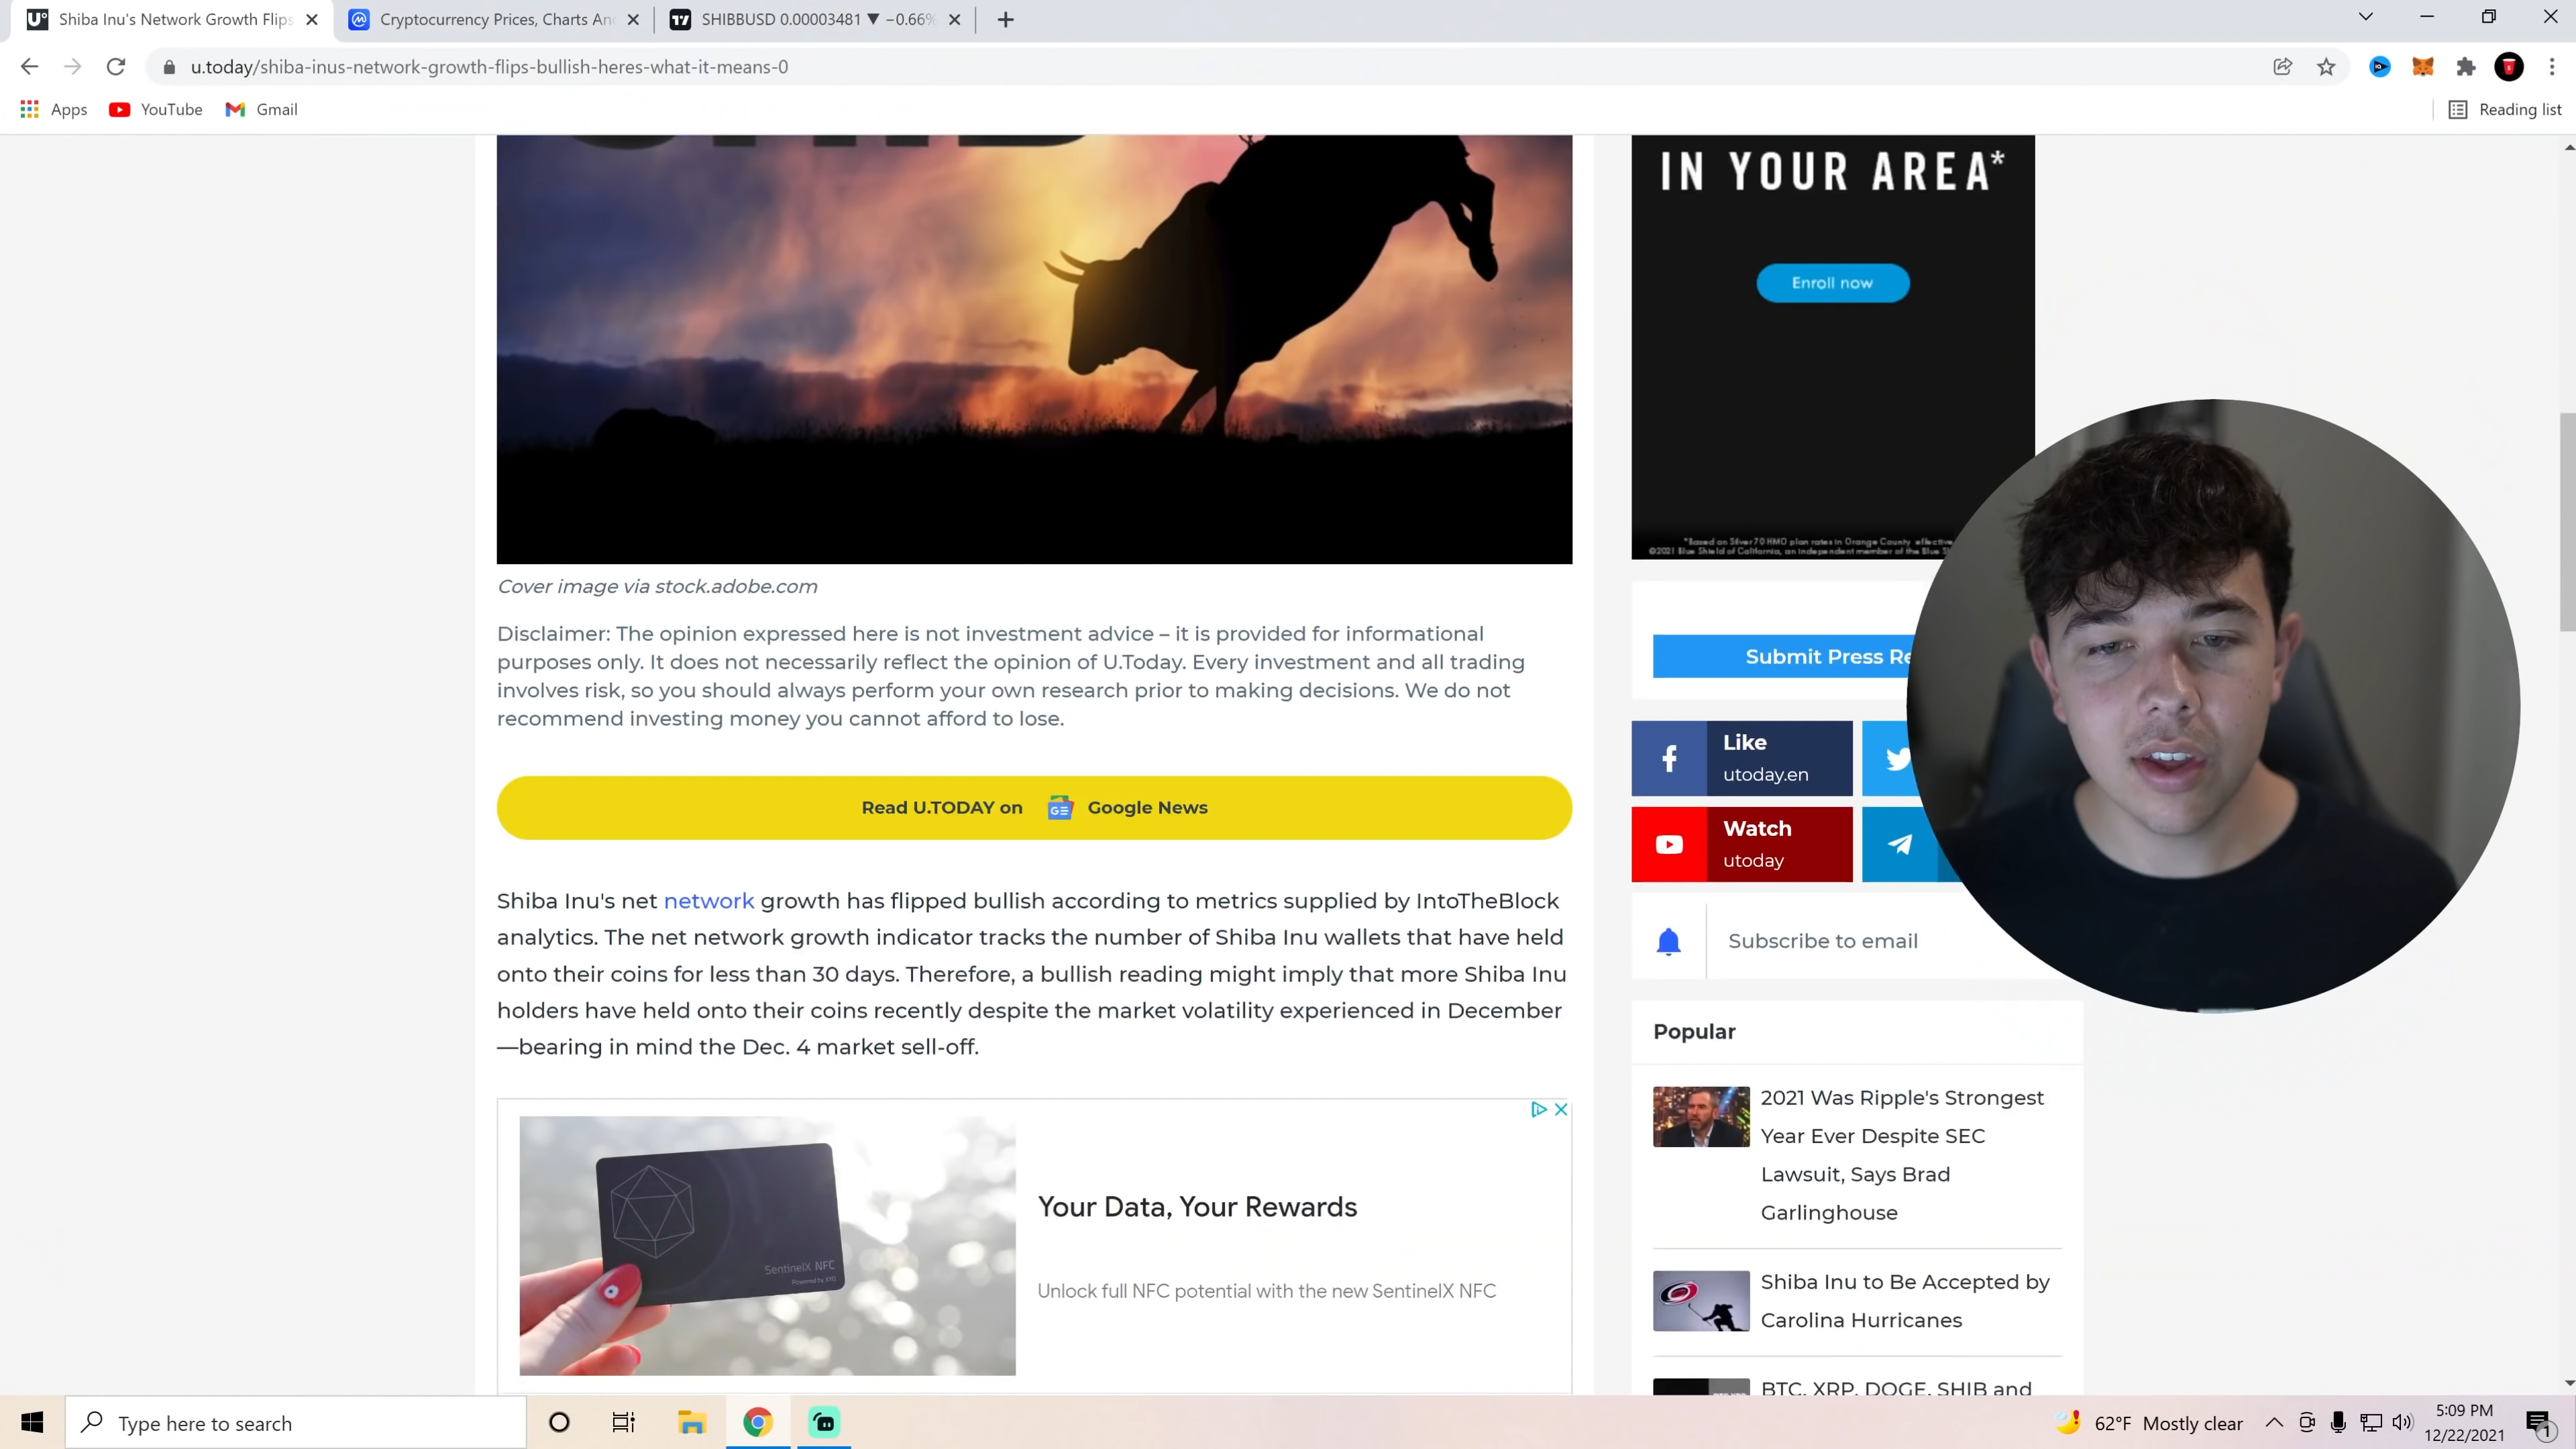 Shiba Inu's Network Growth Flips
Cryptocurrency Prices, Charts An
SHIBBUSD 0.00003481 ▼ −0.66%
u.today/shiba-inus-network-growth-flips-bullish-heres-what-it-means-0
Apps
YouTube
Gmail
Reading list
IN YOUR AREA*
Enroll now
*Based on Silver 70 HMO plan rates in Orange County effective
©2021 Blue Shield of California, an independent member of the Blue
Cover image via stock.adobe.com
Disclaimer: The opinion expressed here is not investment advice – it is provided for informational
purposes only. It does not necessarily reflect the opinion of U.Today. Every investment and all trading
involves risk, so you should always perform your own research prior to making decisions. We do not
recommend investing money you cannot afford to lose.
Read U.TODAY on Google News
Shiba Inu's net network growth has flipped bullish according to metrics supplied by IntoTheBlock
analytics. The net network growth indicator tracks the number of Shiba Inu wallets that have held
onto their coins for less than 30 days. Therefore, a bullish reading might imply that more Shiba Inu
holders have held onto their coins recently despite the market volatility experienced in December
—bearing in mind the Dec. 4 market sell-off.
SentinelX NFC
Powered by XYO
Your Data, Your Rewards
Unlock full NFC potential with the new SentinelX NFC
Submit Press Re
Like
utoday.en
Watch
utoday
Subscribe to email
Popular
2021 Was Ripple's Strongest
Year Ever Despite SEC
Lawsuit, Says Brad
Garlinghouse
Shiba Inu to Be Accepted by
Carolina Hurricanes
BTC, XRP, DOGE, SHIB and
Type here to search
62°F Mostly clear
5:09 PM
12/22/2021
1